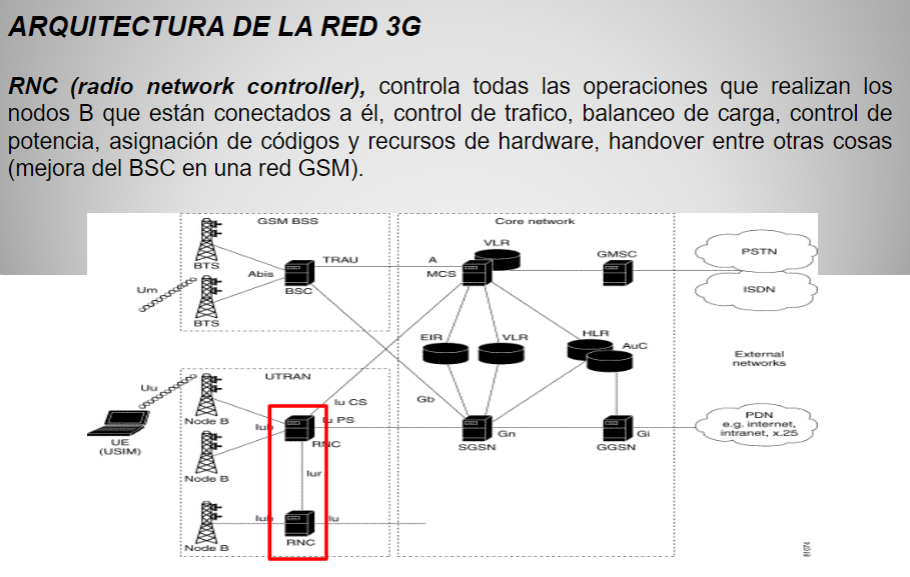 ARQUITECTURA DE LA RED 3G
RNC (radio network controller), controla todas las operaciones que realizan los
nodos B que están conectados a él, control de trafico, balanceo de carga, control de
potencia, asignación de códigos y recursos de hardware, handover entre otras cosas
(mejora del BSC en una red GSM).
GSM BSS
Core network
BTS
Abis
BSC
TRAU
A
VLR
MCS
GMSC
PSTN
ISDN
Um
BTS
EIR
VLR
HLR
AuC
External
networks
UTRAN
Uu
UE
(USIM)
Node B
Iub
Iu CS
Iu PS
RNC
Gb
SGSN
Gn
GGSN
Gi
PDN
e.g. internet,
intranet, x.25
Node B
Iur
Node B
Iub
Iu
RNC
81074